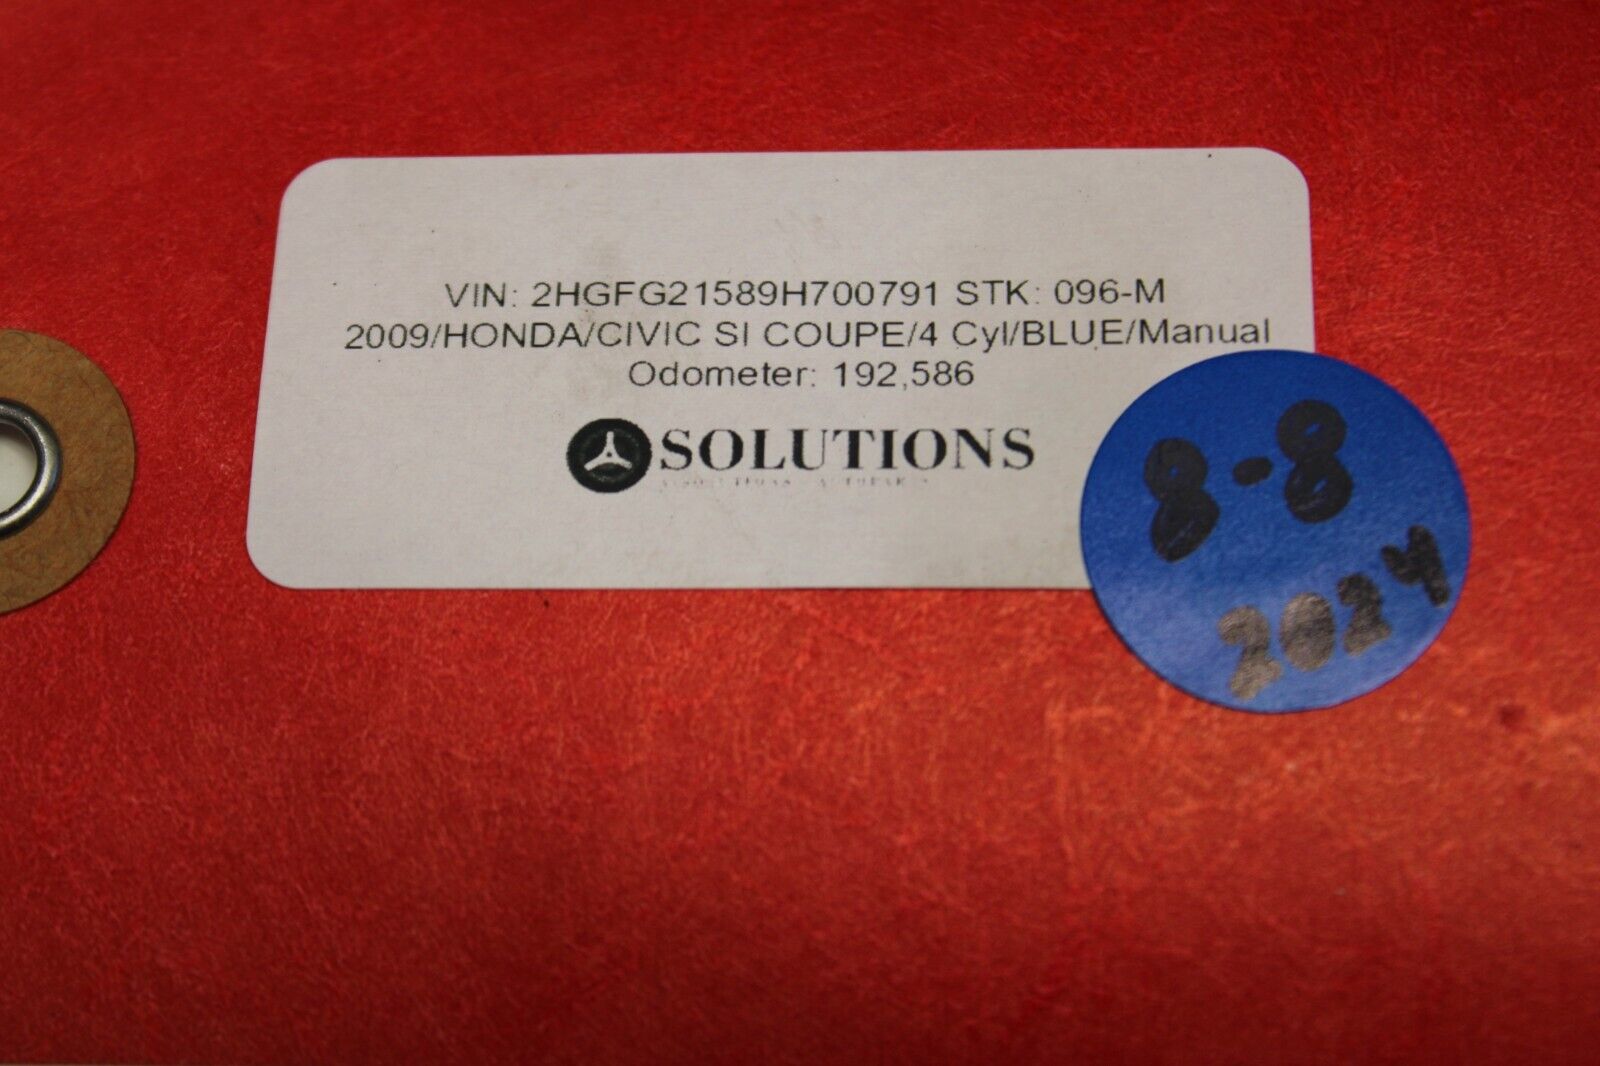 VIN: 2HGFG21589H700791 STK: 096-M
2009/HONDA/CIVIC SI COUPE/4 Cyl/BLUE/Manual
Odometer: 192,586
SOLUTIONS
8-8
2024